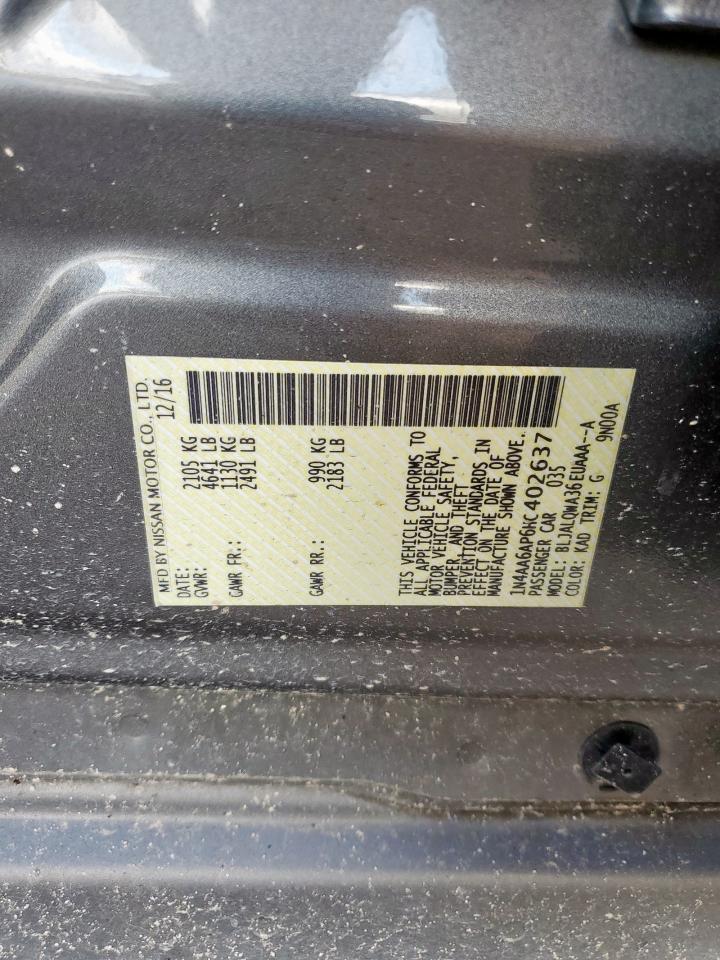 MFD BY NISSAN MOTOR CO., LTD.
DATE: 12/16
GVWR: 2105 KG
4641 LB
GAWR FR.: 1130 KG
2491 LB
GAWR RR.: 990 KG
2183 LB
THIS VEHICLE CONFORMS TO
ALL APPLICABLE FEDERAL
MOTOR VEHICLE SAFETY,
BUMPER, AND THEFT
PREVENTION STANDARDS IN
EFFECT ON THE DATE OF
MANUFACTURE SHOWN ABOVE.
1N4AA6AP6HC402637
PASSENGER CAR 035
MODEL: BLJALQWA36EUAAA--A
COLOR: KAD TRIM: G 9N00A